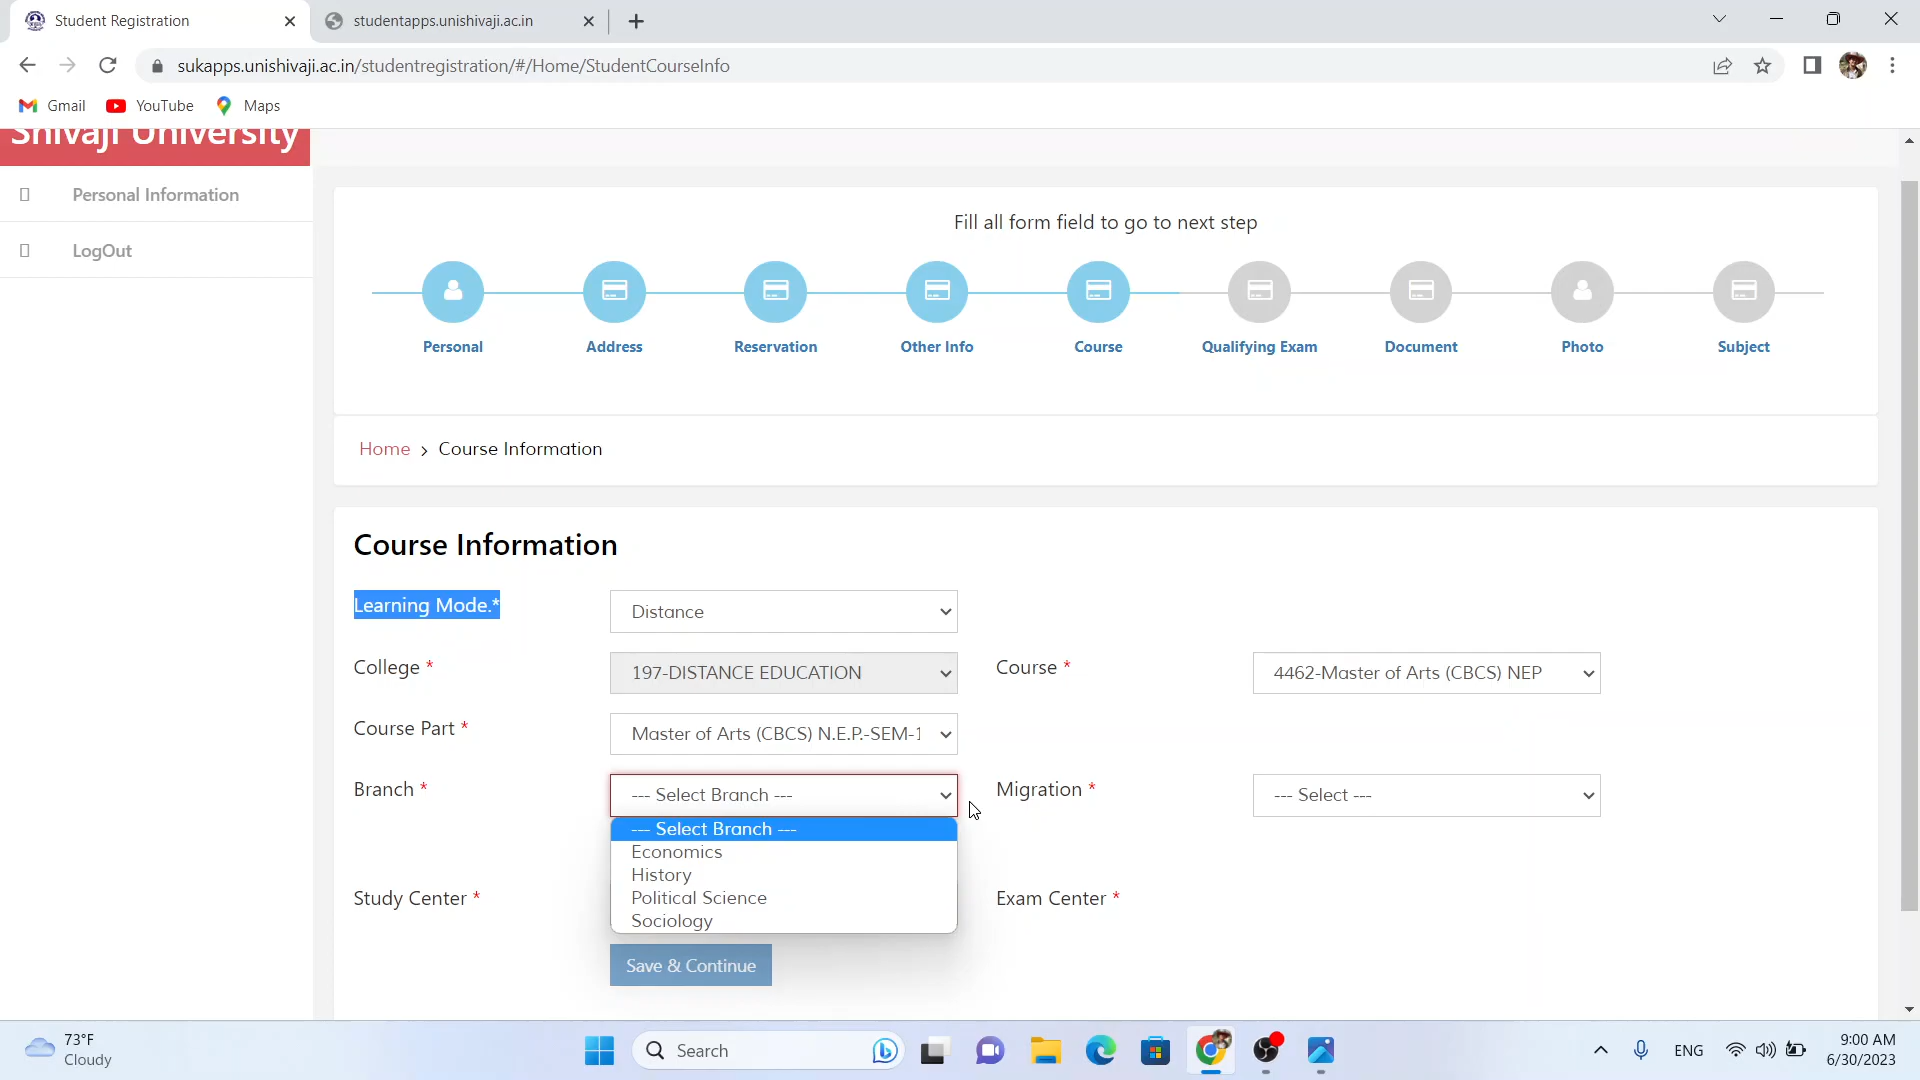 Student Registration
studentapps.unishivaji.ac.in
sukapps.unishivaji.ac.in/studentregistration/#/Home/StudentCourseInfo
Gmail
YouTube
Maps
Shivaji University
Personal Information
LogOut
Fill all form field to go to next step
Personal
Address
Reservation
Other Info
Course
Qualifying Exam
Document
Photo
Subject
Home > Course Information
Course Information
Learning Mode.*
Distance
College *
197-DISTANCE EDUCATION
Course *
4462-Master of Arts (CBCS) NEP
Course Part *
Master of Arts (CBCS) N.E.P.-SEM-1
Branch *
--- Select Branch ---
Migration *
--- Select ---
--- Select Branch ---
Economics
History
Political Science
Sociology
Study Center *
Exam Center *
Save & Continue
73°F
Cloudy
Search
ENG
9:00 AM
6/30/2023